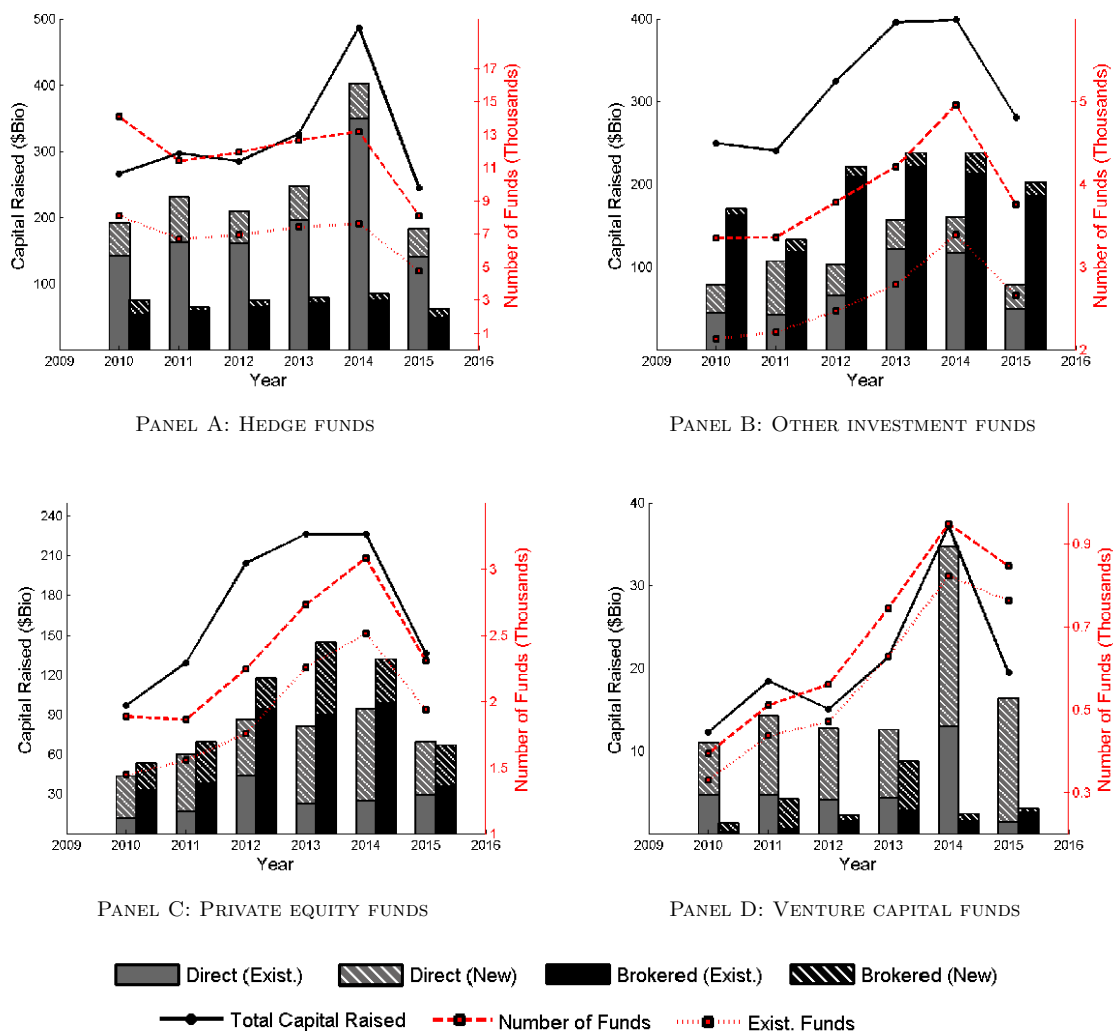 500
400
300
200
100
Capital Raised ($Bio)
17
15
13
11
9
7
5
3
1
Number of Funds (Thousands)
2009 2010 2011 2012 2013 2014 2015 2016
Year
PANEL A: HEDGE FUNDS
400
300
200
100
Capital Raised ($Bio)
5
4
3
2
Number of Funds (Thousands)
2009 2010 2011 2012 2013 2014 2015 2016
Year
PANEL B: OTHER INVESTMENT FUNDS
240
210
180
150
120
90
60
30
Capital Raised ($Bio)
3
2.5
2
1.5
1
Number of Funds (Thousands)
2009 2010 2011 2012 2013 2014 2015 2016
Year
PANEL C: PRIVATE EQUITY FUNDS
40
30
20
10
Capital Raised ($Bio)
0.9
0.7
0.5
0.3
Number of Funds (Thousands)
2009 2010 2011 2012 2013 2014 2015 2016
Year
PANEL D: VENTURE CAPITAL FUNDS
Direct (Exist.) Direct (New) Brokered (Exist.) Brokered (New)
Total Capital Raised Number of Funds Exist. Funds